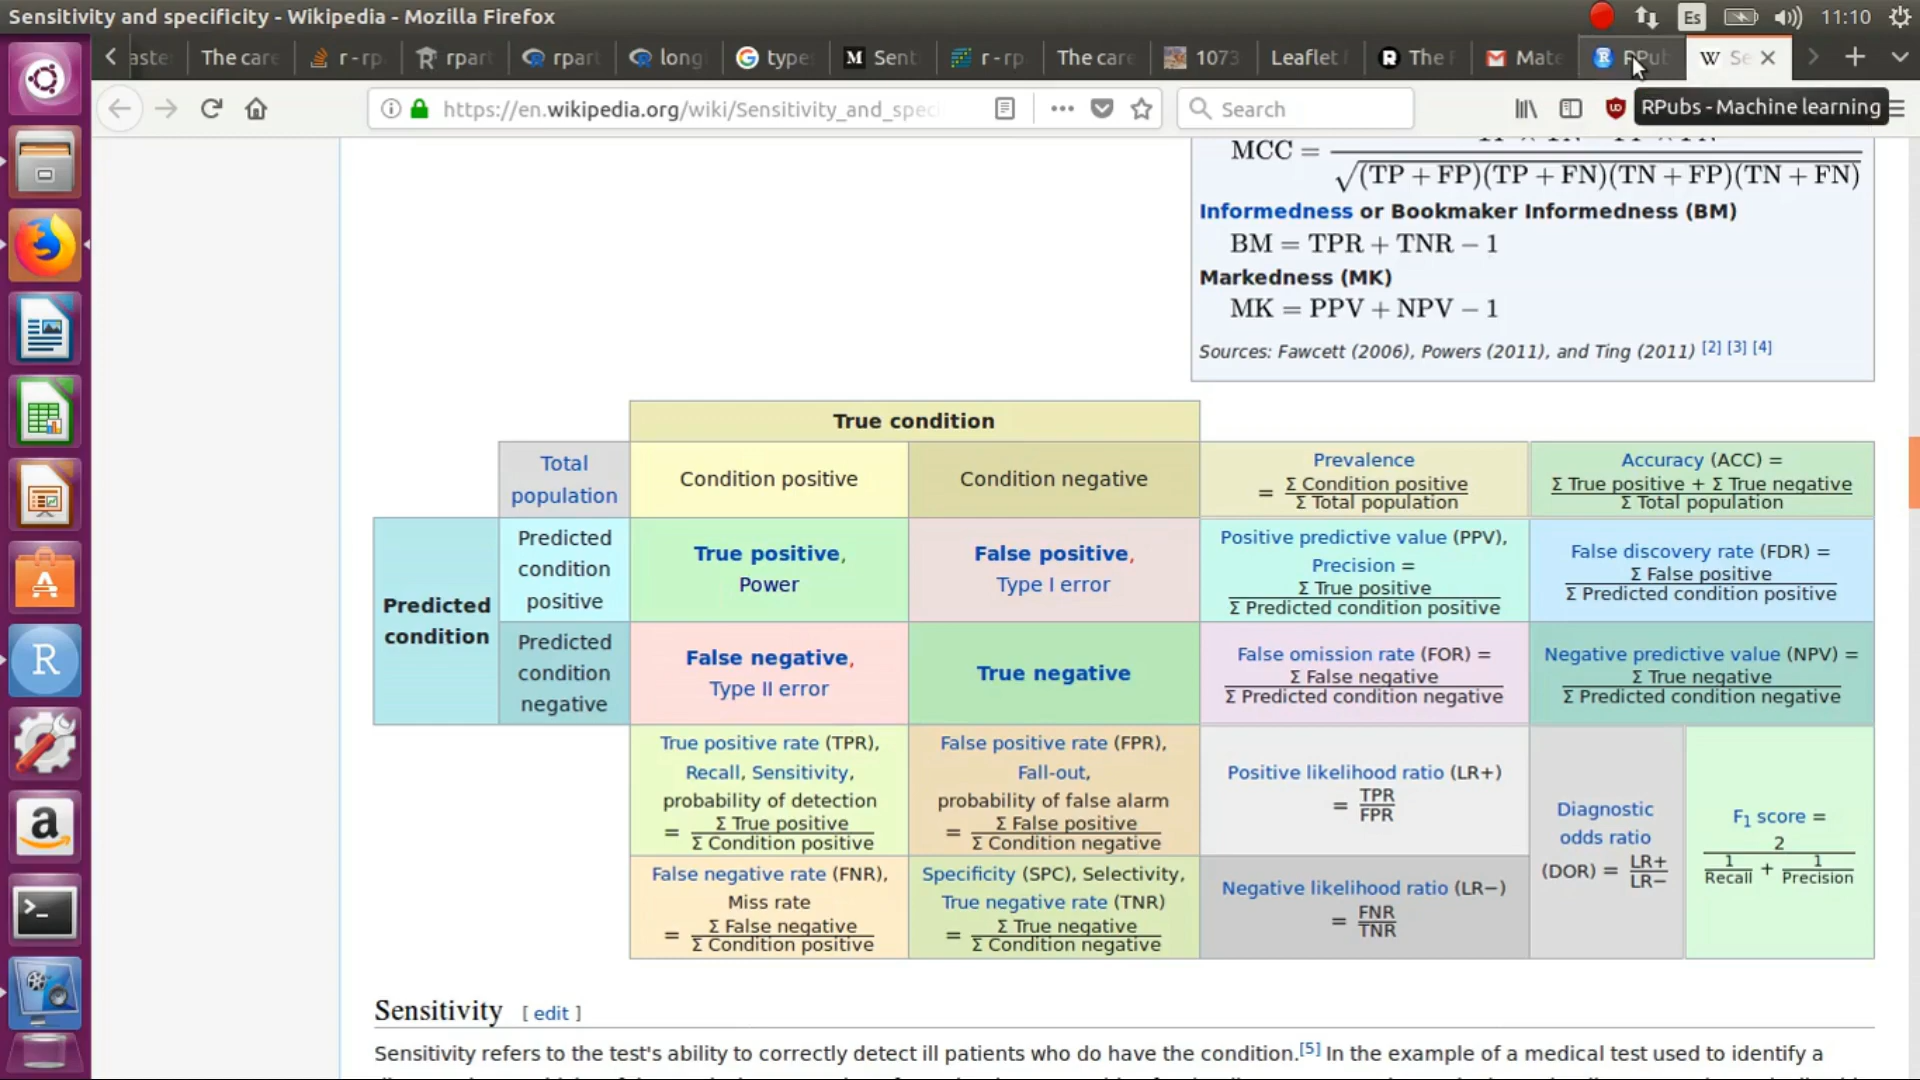 Sensitivity and specificity - Wikipedia - Mozilla Firefox
Es
11:10
aste
The care
r - rp
rpart
rpart
long
type
M Sent
r - rp
The care
1073
Leaflet
The F
Mate
RPub
W Se
https://en.wikipedia.org/wiki/Sensitivity_and_spec
Search
RPubs - Machine learning
MCC =
√(TP + FP)(TP + FN)(TN + FP)(TN + FN)
Informedness or Bookmaker Informedness (BM)
BM = TPR + TNR − 1
Markedness (MK)
MK = PPV + NPV − 1
Sources: Fawcett (2006), Powers (2011), and Ting (2011) [2] [3] [4]
True condition
Total
population
Condition positive
Condition negative
Prevalence
= Σ Condition positive
Σ Total population
Accuracy (ACC) =
Σ True positive + Σ True negative
Σ Total population
Predicted
condition
Predicted
condition
positive
True positive,
Power
False positive,
Type I error
Positive predictive value (PPV),
Precision =
Σ True positive
Σ Predicted condition positive
False discovery rate (FDR) =
Σ False positive
Σ Predicted condition positive
Predicted
condition
negative
False negative,
Type II error
True negative
False omission rate (FOR) =
Σ False negative
Σ Predicted condition negative
Negative predictive value (NPV) =
Σ True negative
Σ Predicted condition negative
True positive rate (TPR),
Recall, Sensitivity,
probability of detection
= Σ True positive
Σ Condition positive
False positive rate (FPR),
Fall-out,
probability of false alarm
= Σ False positive
Σ Condition negative
Positive likelihood ratio (LR+)
= TPR
FPR
Diagnostic
odds ratio
(DOR) = LR+
LR−
F1 score =
2
1 + 1
Recall Precision
False negative rate (FNR),
Miss rate
= Σ False negative
Σ Condition positive
Specificity (SPC), Selectivity,
True negative rate (TNR)
= Σ True negative
Σ Condition negative
Negative likelihood ratio (LR−)
= FNR
TNR
Sensitivity [ edit ]
Sensitivity refers to the test's ability to correctly detect ill patients who do have the condition.[5] In the example of a medical test used to identify a